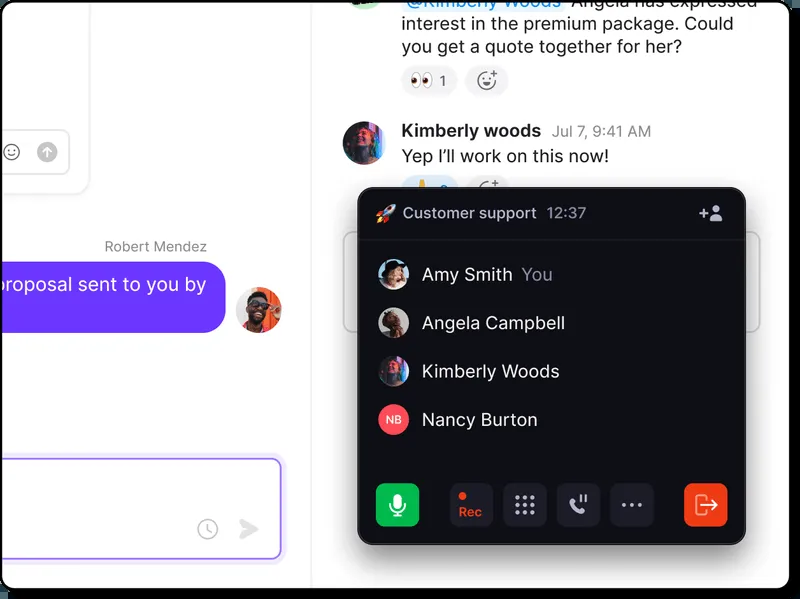 @Kimberly Woods Angela has expressed
interest in the premium package. Could
you get a quote together for her?
1
Kimberly woods Jul 7, 9:41 AM
Yep I’ll work on this now!
Robert Mendez
proposal sent to you by
Customer support 12:37
Amy Smith You
Angela Campbell
Kimberly Woods
NB Nancy Burton
Rec